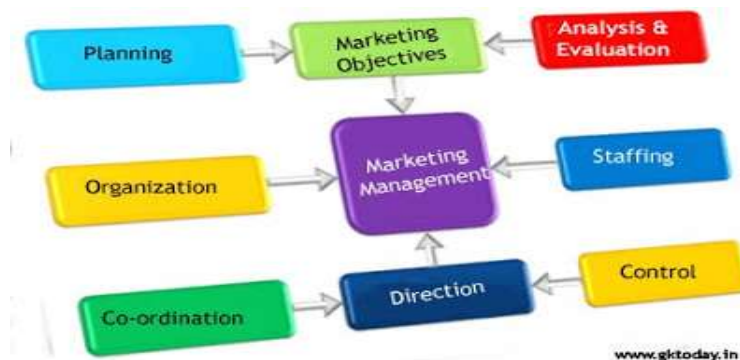 Planning
Marketing
Objectives
Analysis &
Evaluation
Organization
Marketing
Management
Staffing
Co-ordination
Direction
Control
www.gktoday.in